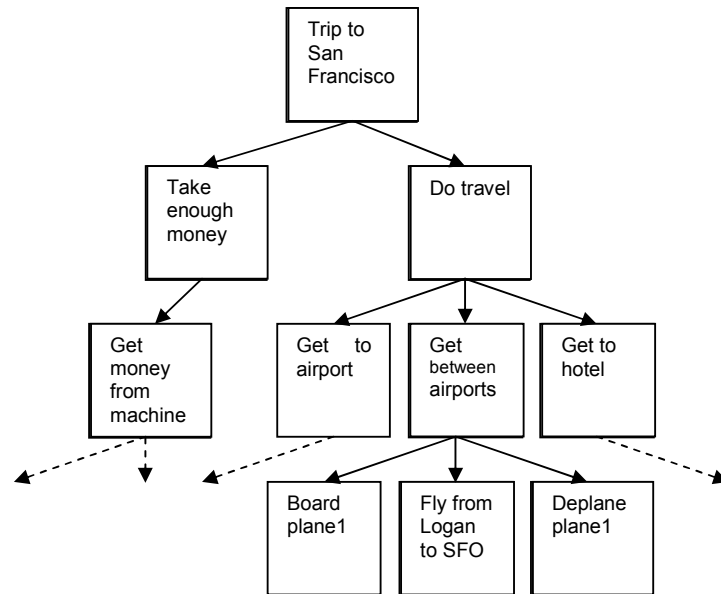 Trip to
San
Francisco
Take
enough
money
Do travel
Get
money
from
machine
Get to
airport
Get
between
airports
Get to
hotel
Board
plane1
Fly from
Logan
to SFO
Deplane
plane1